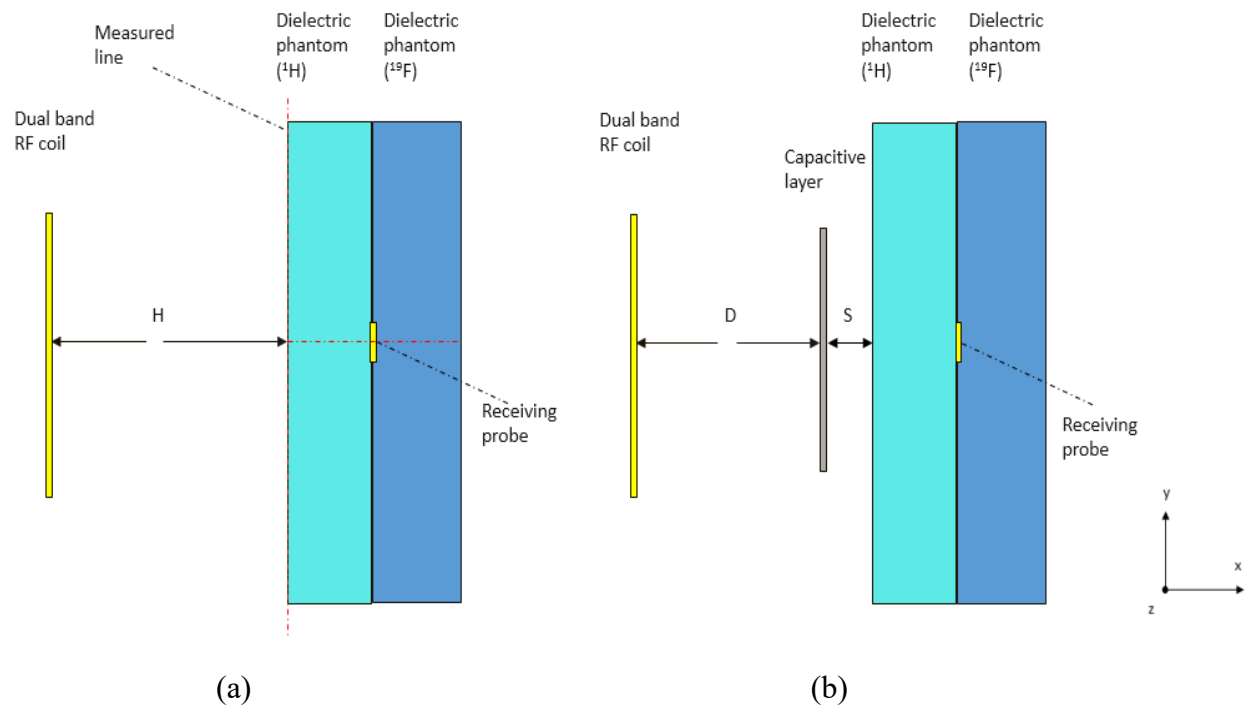 Measured
line
Dielectric
phantom
(¹H)
Dielectric
phantom
(¹⁹F)
Dual band
RF coil
H
Receiving
probe
(a)
Dielectric
phantom
(¹H)
Dielectric
phantom
(¹⁹F)
Dual band
RF coil
Capacitive
layer
D
S
Receiving
probe
y
x
z
(b)